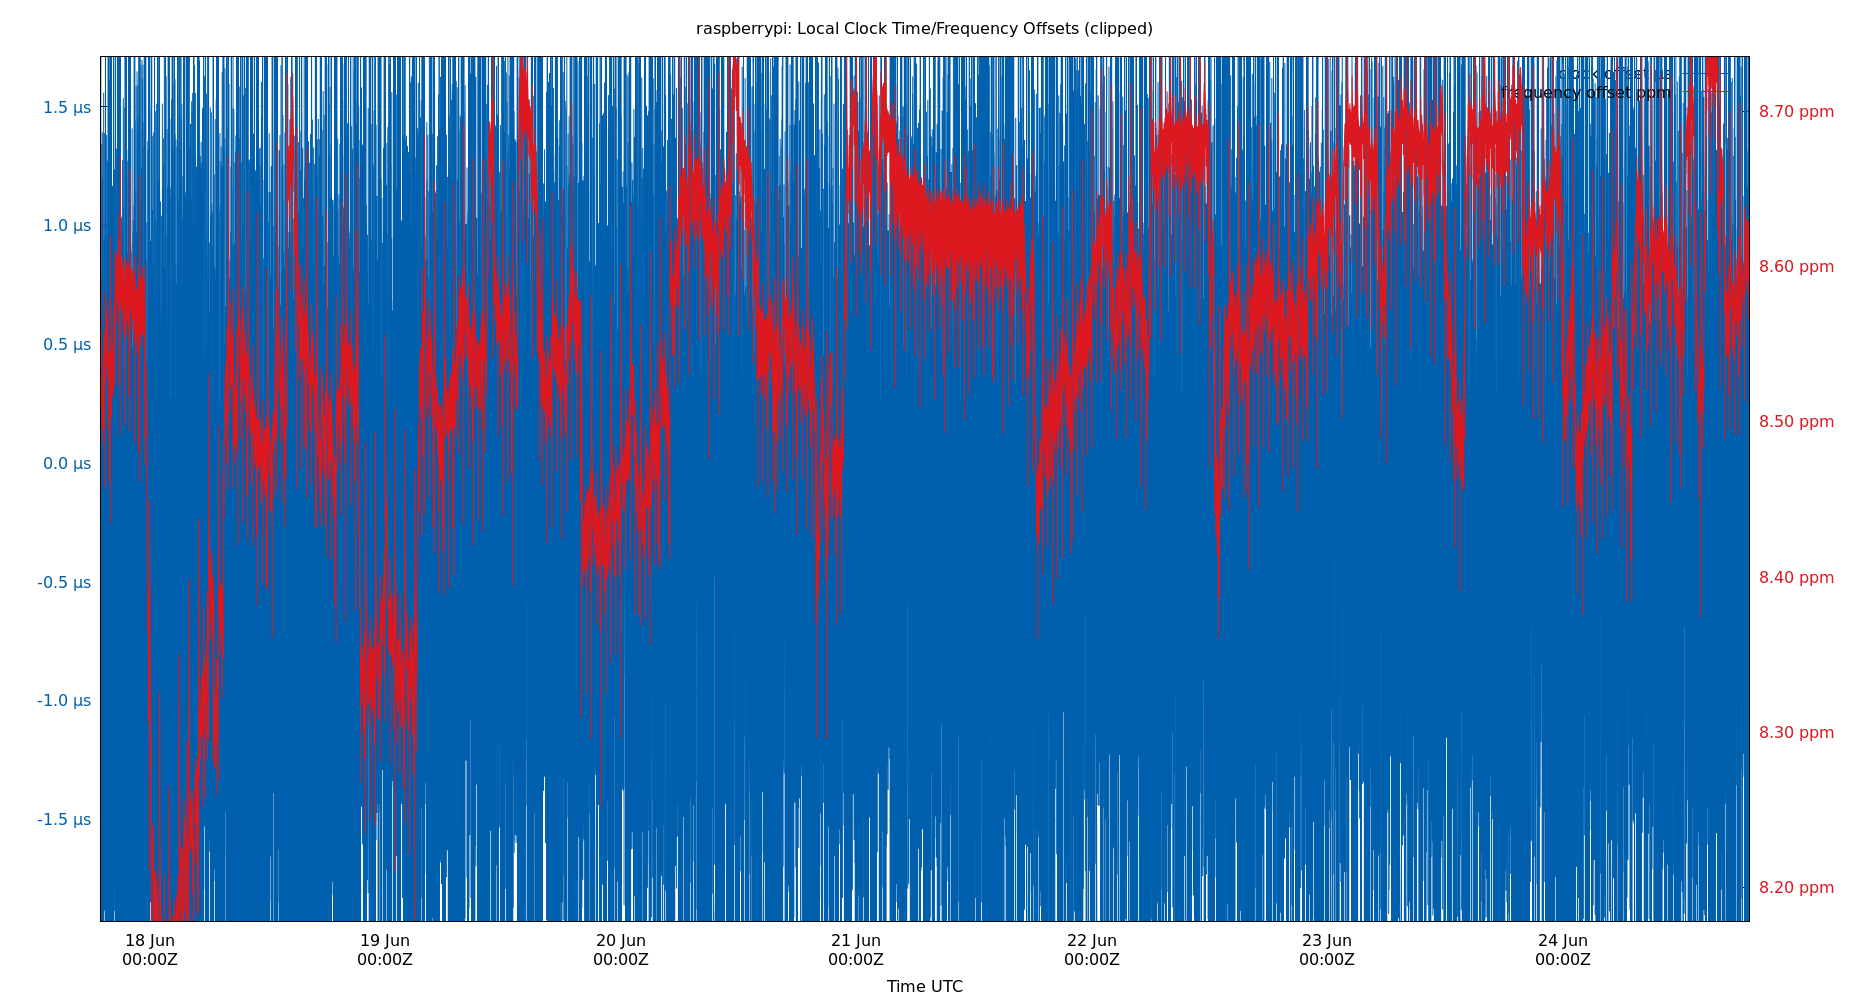 raspberrypi: Local Clock Time/Frequency Offsets (clipped)
clock offset µs
frequency offset ppm
1.5 µs
1.0 µs
0.5 µs
0.0 µs
-0.5 µs
-1.0 µs
-1.5 µs
8.70 ppm
8.60 ppm
8.50 ppm
8.40 ppm
8.30 ppm
8.20 ppm
18 Jun
00:00Z
19 Jun
00:00Z
20 Jun
00:00Z
21 Jun
00:00Z
22 Jun
00:00Z
23 Jun
00:00Z
24 Jun
00:00Z
Time UTC